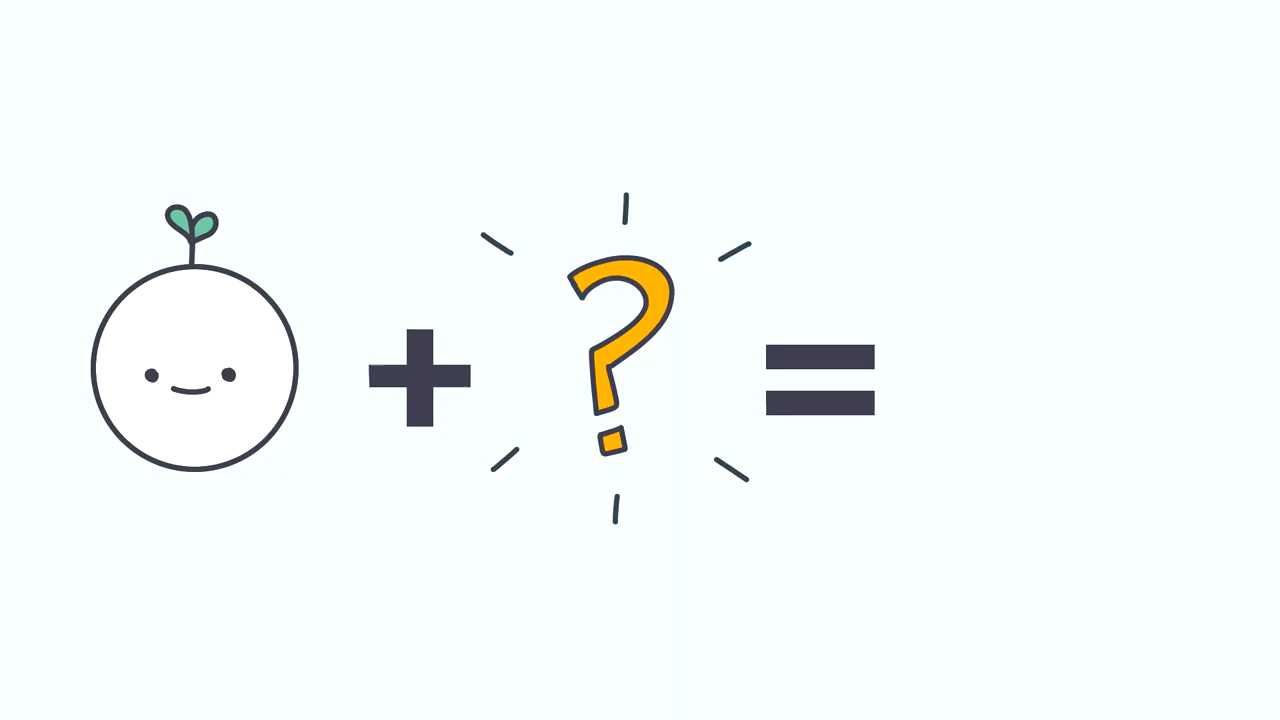 + ? =